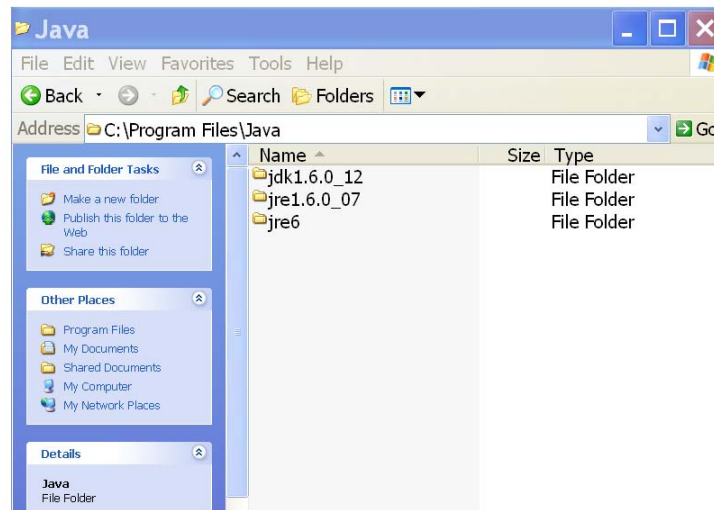 Java
File Edit View Favorites Tools Help
Back Search Folders
Address C:\Program Files\Java Go
File and Folder Tasks
Make a new folder
Publish this folder to the
Web
Share this folder
Other Places
Program Files
My Documents
Shared Documents
My Computer
My Network Places
Details
Java
File Folder
Name Size Type
jdk1.6.0_12 File Folder
jre1.6.0_07 File Folder
jre6 File Folder